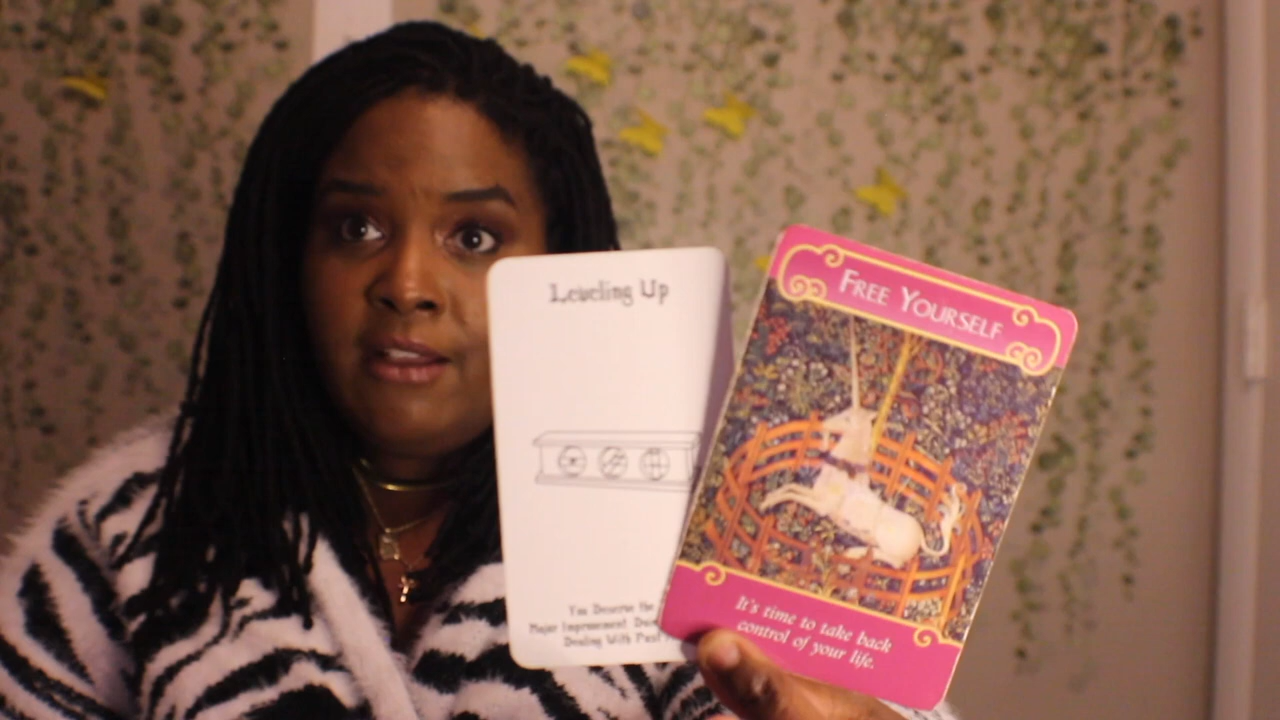 Leveling Up
You Deserve the
Major Improvement
Dealing With Past
FREE YOURSELF
It's time to take back
control of your life.